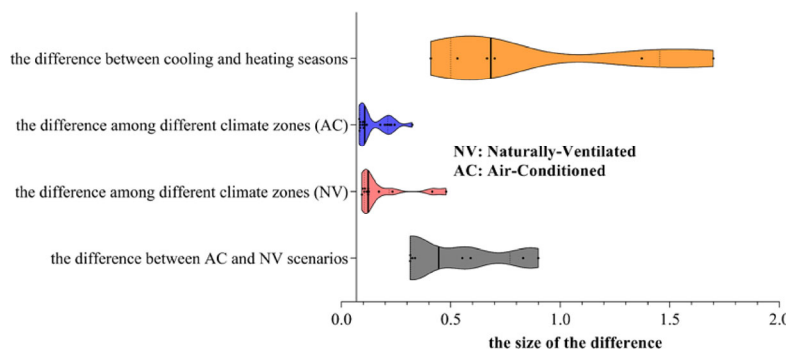 the difference between cooling and heating seasons
the difference among different climate zones (AC)
NV: Naturally-Ventilated
AC: Air-Conditioned
the difference among different climate zones (NV)
the difference between AC and NV scenarios
0.0 0.5 1.0 1.5 2.0
the size of the difference